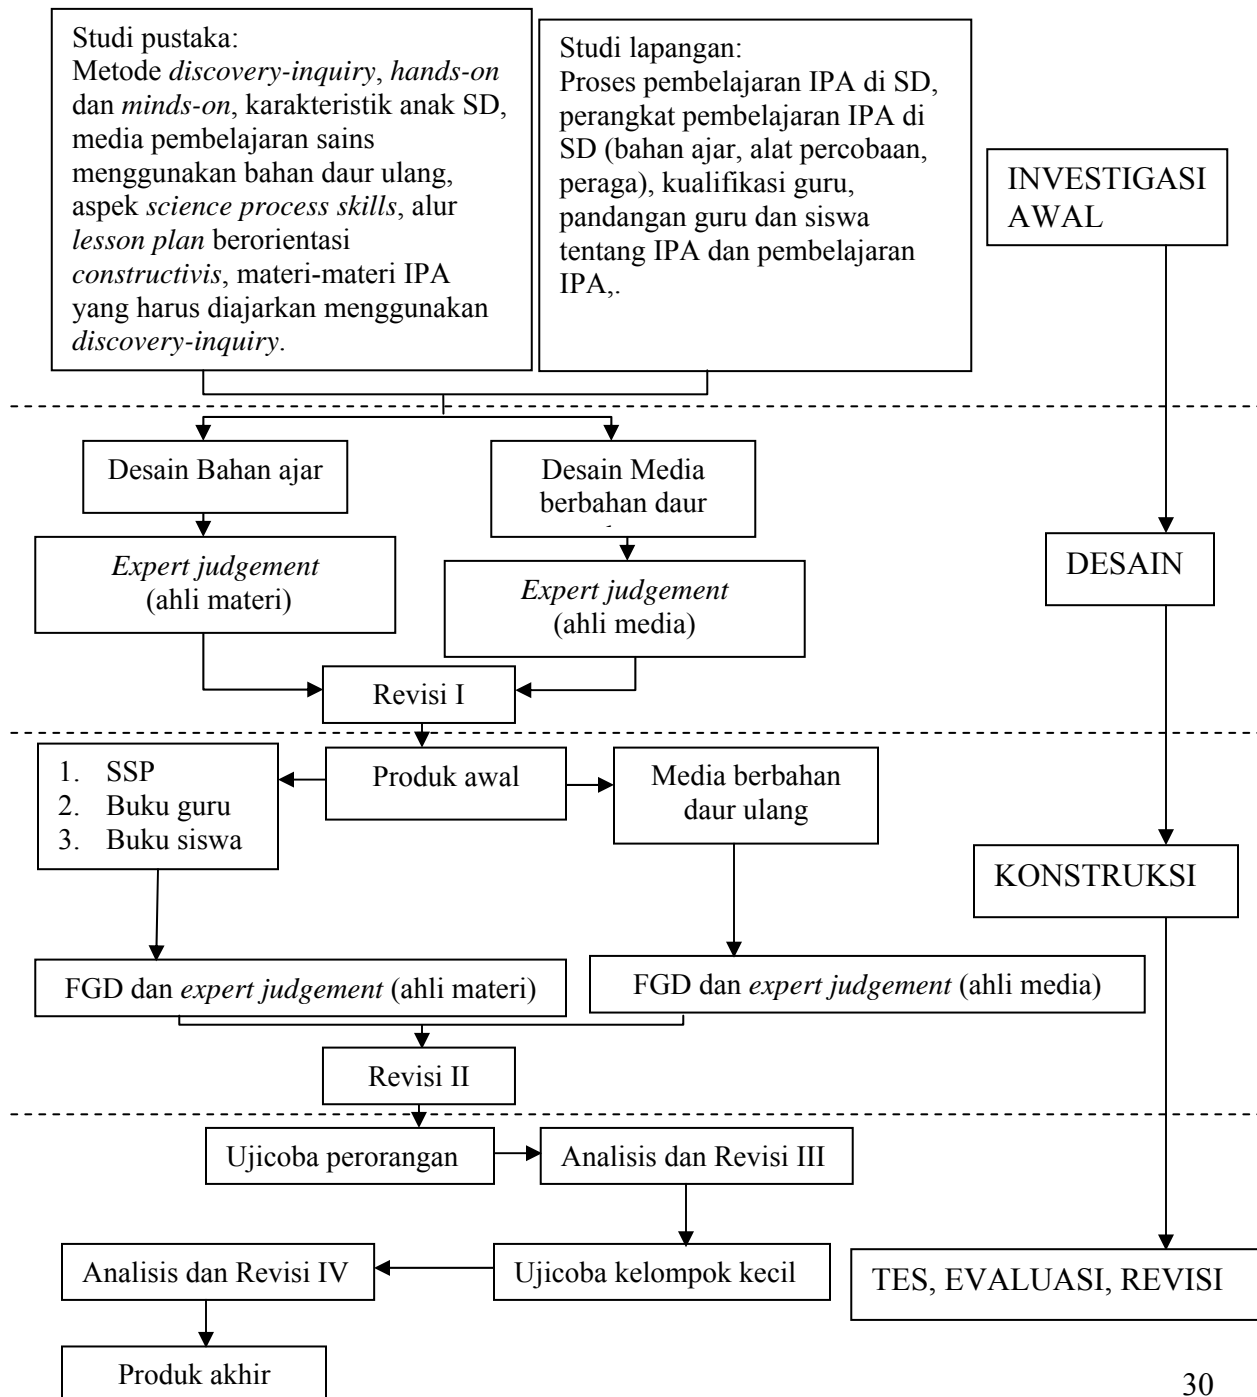 Studi pustaka:
Metode discovery-inquiry, hands-on
dan minds-on, karakteristik anak SD,
media pembelajaran sains
menggunakan bahan daur ulang,
aspek science process skills, alur
lesson plan berorientasi
constructivis, materi-materi IPA
yang harus diajarkan menggunakan
discovery-inquiry.
Studi lapangan:
Proses pembelajaran IPA di SD,
perangkat pembelajaran IPA di
SD (bahan ajar, alat percobaan,
peraga), kualifikasi guru,
pandangan guru dan siswa
tentang IPA dan pembelajaran
IPA,.
INVESTIGASI
AWAL
Desain Bahan ajar
Desain Media
berbahan daur
Expert judgement
(ahli materi)
Expert judgement
(ahli media)
DESAIN
Revisi I
1. SSP
2. Buku guru
3. Buku siswa
Produk awal
Media berbahan
daur ulang
KONSTRUKSI
FGD dan expert judgement (ahli materi)
FGD dan expert judgement (ahli media)
Revisi II
Ujicoba perorangan
Analisis dan Revisi III
Analisis dan Revisi IV
Ujicoba kelompok kecil
TES, EVALUASI, REVISI
Produk akhir
30